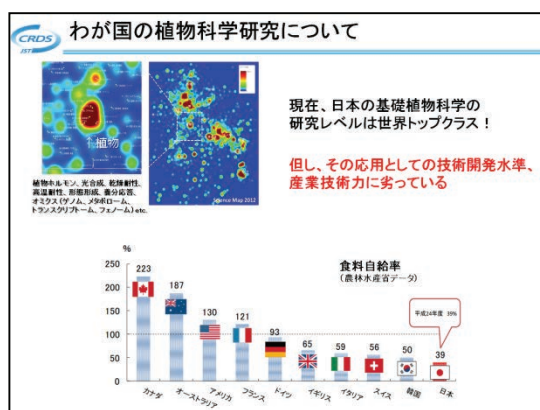 CRDS
JST
わが国の植物科学研究について
植物
植物ホルモン、光合成、乾燥耐性、
高温耐性、形態形成、養分応答、
オミクス(ゲノム、メタボローム、
トランスクリプトーム、フェノーム) etc.
Science Map 2012
現在、日本の基礎植物科学の
研究レベルは世界トップクラス!
但し、その応用としての技術開発水準、
産業技術力に劣っている
食料自給率
(農林水産省データ)
%
250
200
150
100
50
0
223
187
130
121
93
65
59
56
50
39
平成24年度 39%
カナダ
オーストラリア
アメリカ
フランス
ドイツ
イギリス
イタリア
スイス
韓国
日本